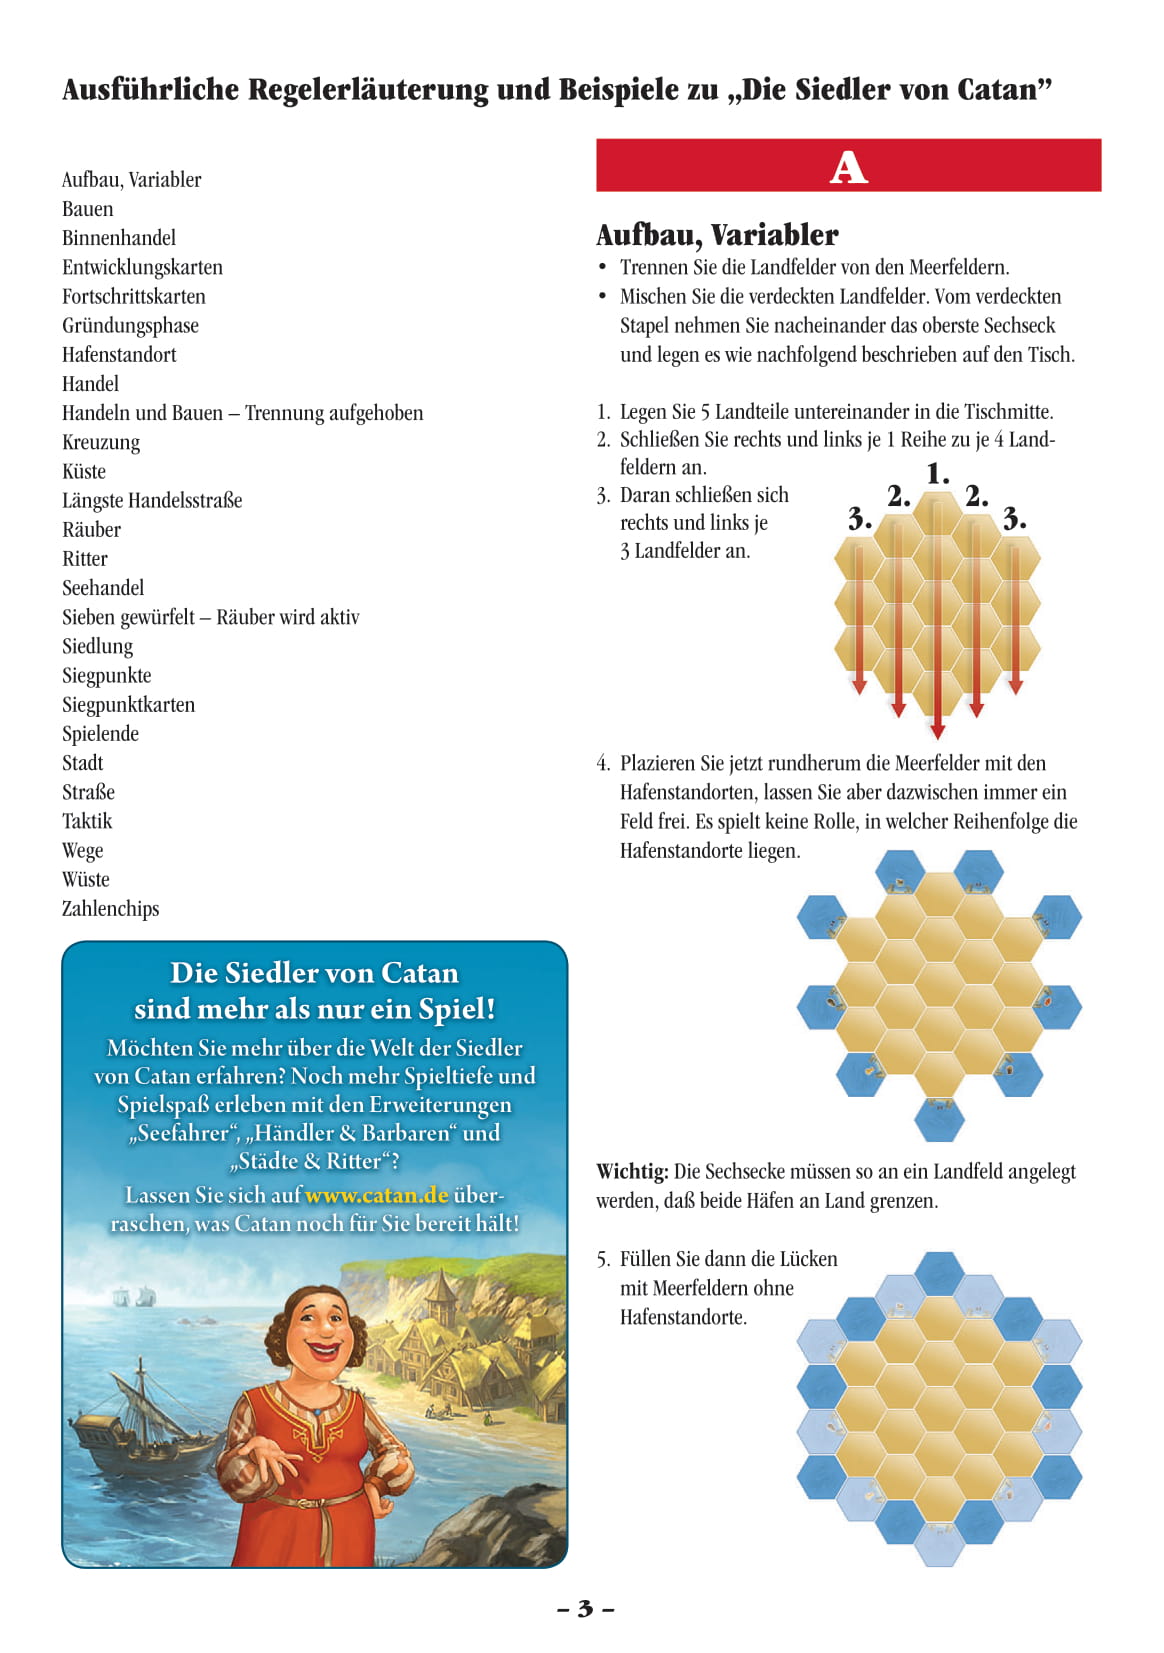 Ausführliche Regelerläuterung und Beispiele zu „Die Siedler von Catan”
Aufbau, Variabler
Bauen
Binnenhandel
Entwicklungskarten
Fortschrittskarten
Gründungsphase
Hafenstandort
Handel
Handeln und Bauen – Trennung aufgehoben
Kreuzung
Küste
Längste Handelsstraße
Räuber
Ritter
Seehandel
Sieben gewürfelt – Räuber wird aktiv
Siedlung
Siegpunkte
Siegpunktkarten
Spielende
Stadt
Straße
Taktik
Wege
Wüste
Zahlenchips
Die Siedler von Catan
sind mehr als nur ein Spiel!
Möchten Sie mehr über die Welt der Siedler
von Catan erfahren? Noch mehr Spieltiefe und
Spielspaß erleben mit den Erweiterungen
„Seefahrer“, „Händler & Barbaren“ und
„Städte & Ritter“?
Lassen Sie sich auf www.catan.de über-
raschen, was Catan noch für Sie bereit hält!
A
Aufbau, Variabler
• Trennen Sie die Landfelder von den Meerfeldern.
• Mischen Sie die verdeckten Landfelder. Vom verdeckten
Stapel nehmen Sie nacheinander das oberste Sechseck
und legen es wie nachfolgend beschrieben auf den Tisch.
1. Legen Sie 5 Landteile untereinander in die Tischmitte.
2. Schließen Sie rechts und links je 1 Reihe zu je 4 Land-
feldern an.
3. Daran schließen sich
rechts und links je
3 Landfelder an.
1.
2. 2.
3. 3.
4. Plazieren Sie jetzt rundherum die Meerfelder mit den
Hafenstandorten, lassen Sie aber dazwischen immer ein
Feld frei. Es spielt keine Rolle, in welcher Reihenfolge die
Hafenstandorte liegen.
Wichtig: Die Sechsecke müssen so an ein Landfeld angelegt
werden, daß beide Häfen an Land grenzen.
5. Füllen Sie dann die Lücken
mit Meerfeldern ohne
Hafenstandorte.
– 3 –